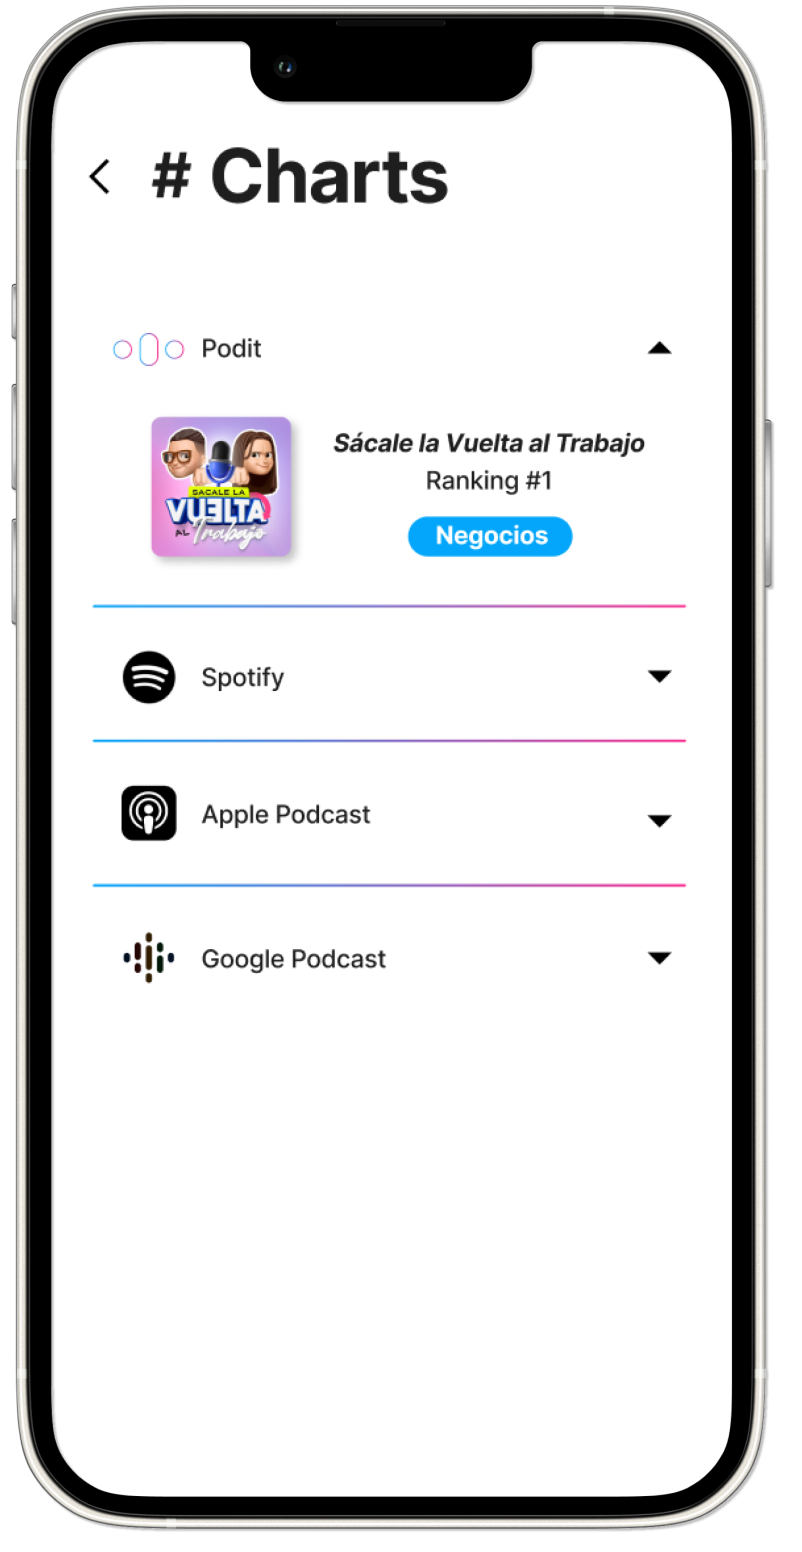 # Charts
Podit
Sácale la Vuelta al Trabajo
Ranking #1
Negocios
SACALE LA
VUELTA
AL Trabajo
Spotify
Apple Podcast
Google Podcast